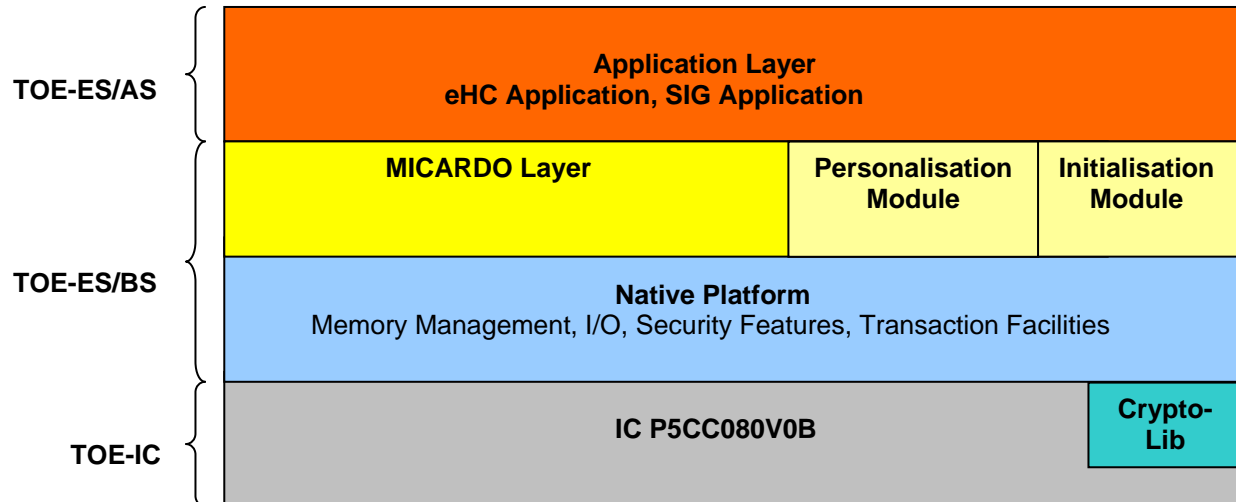 TOE-ES/AS
Application Layer
eHC Application, SIG Application
TOE-ES/BS
MICARDO Layer
Personalisation
Module
Initialisation
Module
Native Platform
Memory Management, I/O, Security Features, Transaction Facilities
TOE-IC
IC P5CC080V0B
Crypto-
Lib